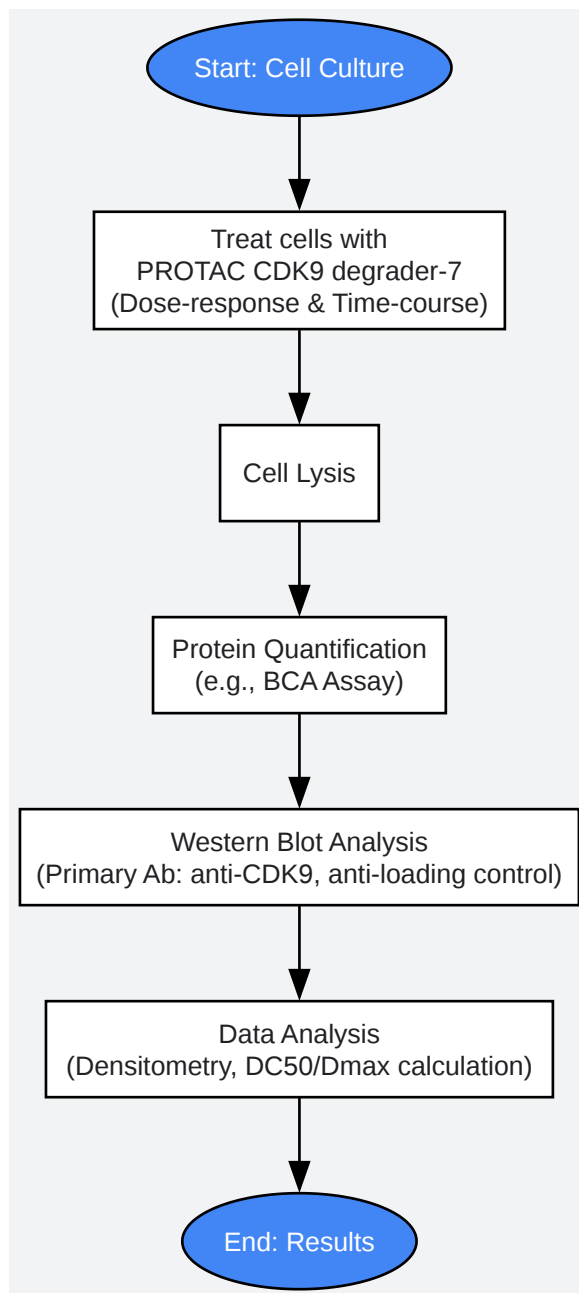 Start: Cell Culture
Treat cells with
PROTAC CDK9 degrader-7
(Dose-response & Time-course)
Cell Lysis
Protein Quantification
(e.g., BCA Assay)
Western Blot Analysis
(Primary Ab: anti-CDK9, anti-loading control)
Data Analysis
(Densitometry, DC50/Dmax calculation)
End: Results